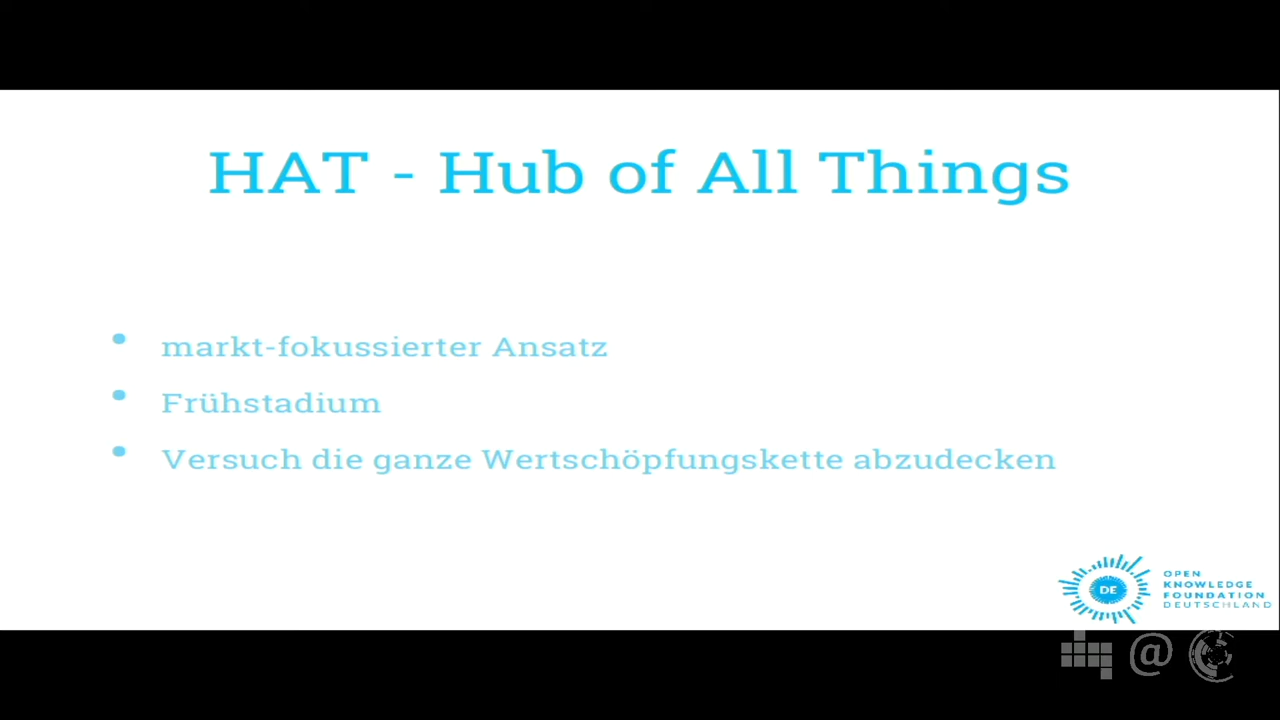 HAT - Hub of All Things
• markt-fokussierter Ansatz
• Frühstadium
• Versuch die ganze Wertschöpfungskette abzudecken
DE
OPEN
KNOWLEDGE
FOUNDATION
DEUTSCHLAND
@